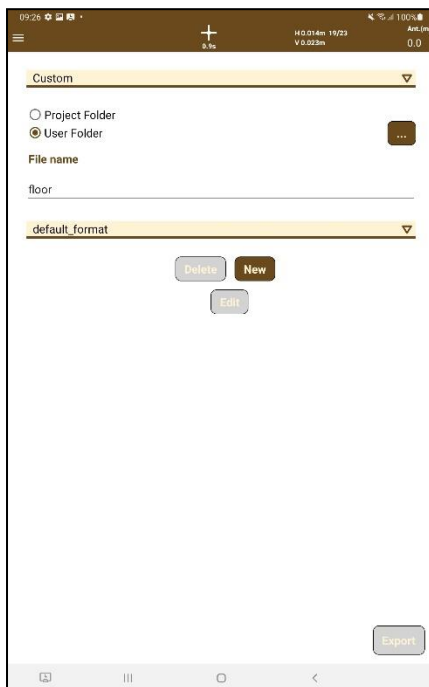 09:26
100%
H 0.014m 19/23
Ant.(m
0.9s
V 0.023m
0.0
Custom
Project Folder
User Folder
...
File name
floor
default_format
Delete
New
Edit
Export